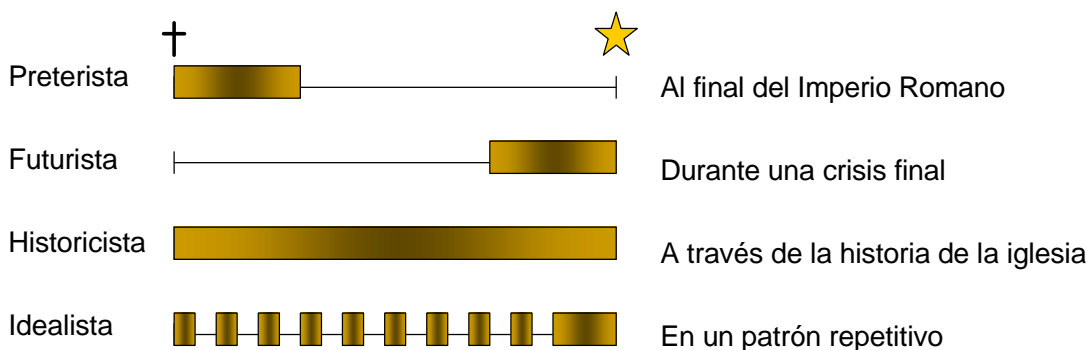 Preterista
Al final del Imperio Romano
Futurista
Durante una crisis final
Historicista
A través de la historia de la iglesia
Idealista
En un patrón repetitivo